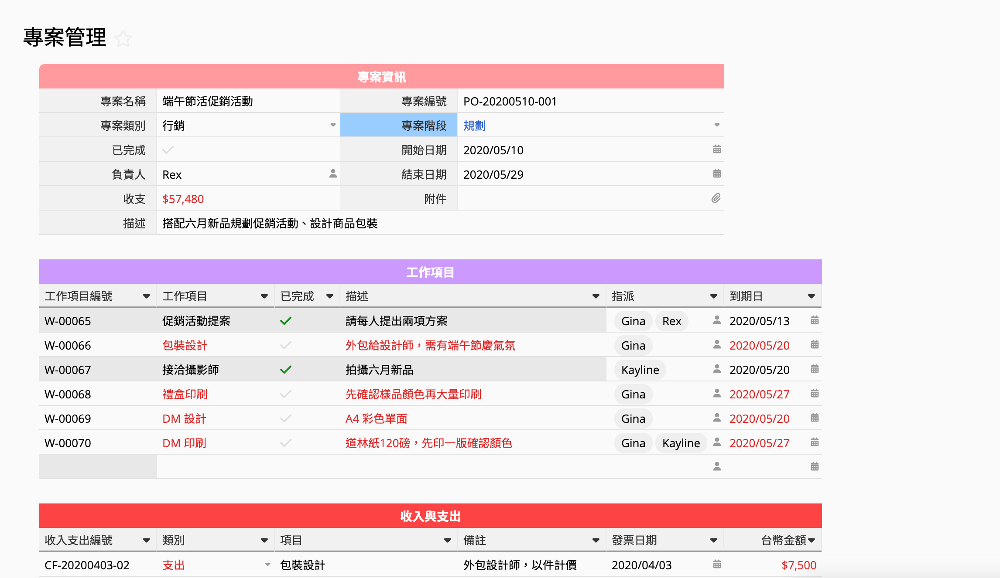 專案管理
專案資訊
專案名稱 端午節活促銷活動 專案編號 PO-20200510-001
專案類別 行銷 專案階段 規劃
已完成 開始日期 2020/05/10
負責人 Rex 結束日期 2020/05/29
收支 $57,480 附件
描述 搭配六月新品規劃促銷活動、設計商品包裝
工作項目
工作項目編號 工作項目 已完成 描述 指派 到期日
W-00065 促銷活動提案 請每人提出兩項方案 Gina Rex 2020/05/13
W-00066 包裝設計 外包給設計師，需有端午節慶氣氛 Gina 2020/05/20
W-00067 接洽攝影師 拍攝六月新品 Kayline 2020/05/20
W-00068 禮盒印刷 先確認樣品顏色再大量印刷 Gina 2020/05/27
W-00069 DM 設計 A4 彩色單面 Gina 2020/05/20
W-00070 DM 印刷 道林紙120磅，先印一版確認顏色 Gina Kayline 2020/05/27
收入與支出
收入支出編號 類別 項目 備註 發票日期 台幣金額
CF-20200403-02 支出 包裝設計 外包設計師，以件計價 2020/04/03 $7,500